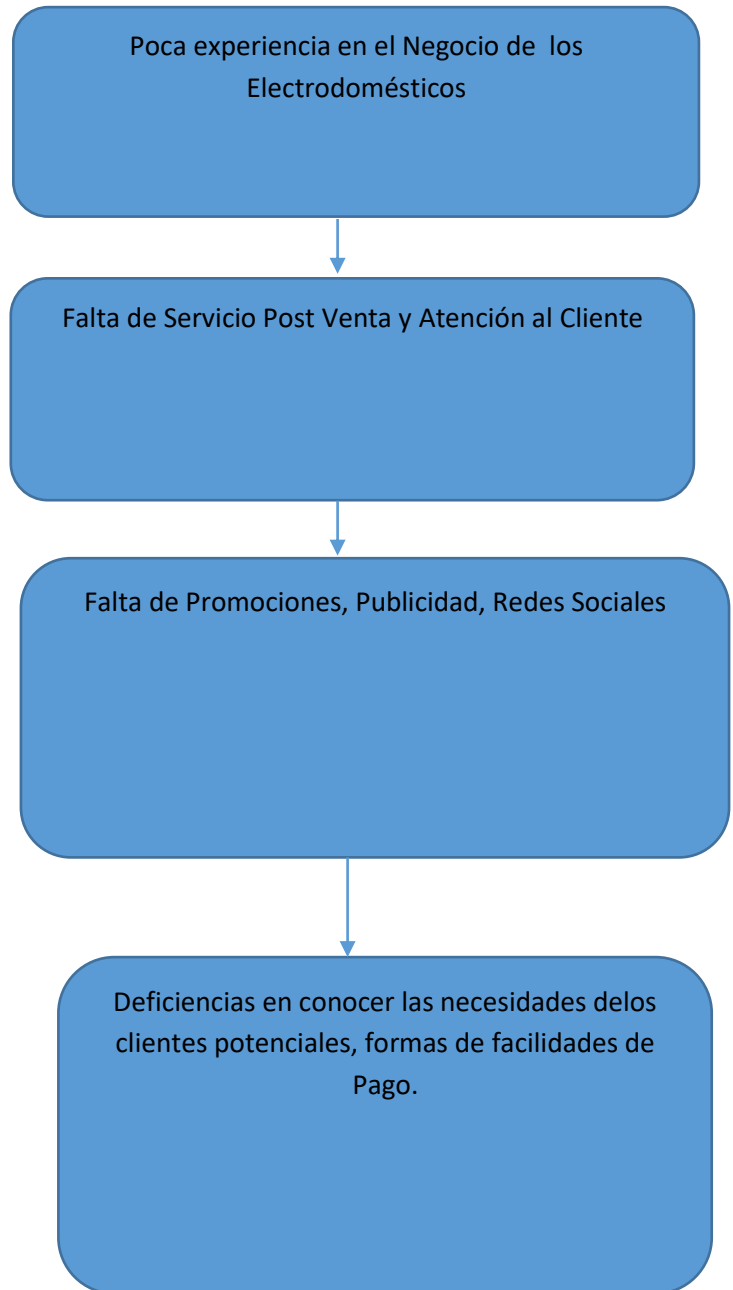 Poca experiencia en el Negocio de  los
Electrodomésticos
Falta de Servicio Post Venta y Atención al Cliente
Falta de Promociones, Publicidad, Redes Sociales
Deficiencias en conocer las necesidades delos
clientes potenciales, formas de facilidades de
Pago.